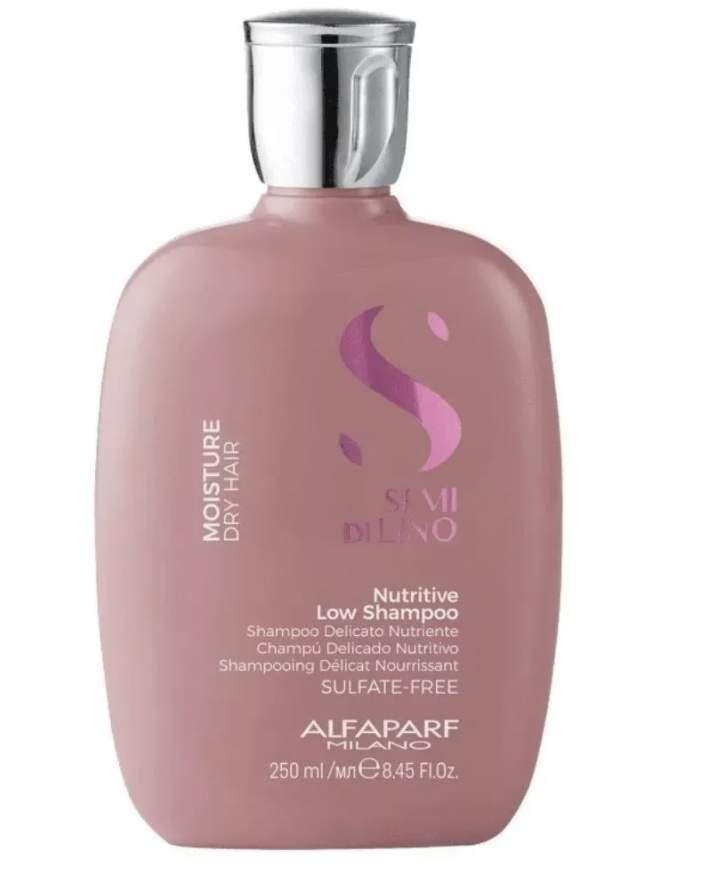 MOISTURE
DRY HAIR
SEMI
DI LINO
Nutritive
Low Shampoo
Shampoo Delicato Nutriente
Champú Delicado Nutritivo
Shampooing Délicat Nourrissant
SULFATE-FREE
ALFAPARF
MILANO
250 ml /мл℮8.45 Fl.Oz.